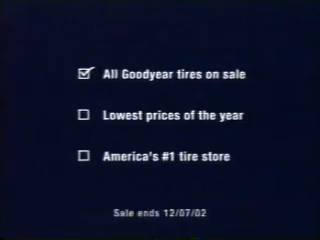 All Goodyear tires on sale
Lowest prices of the year
America's #1 tire store
Sale ends 12/07/02